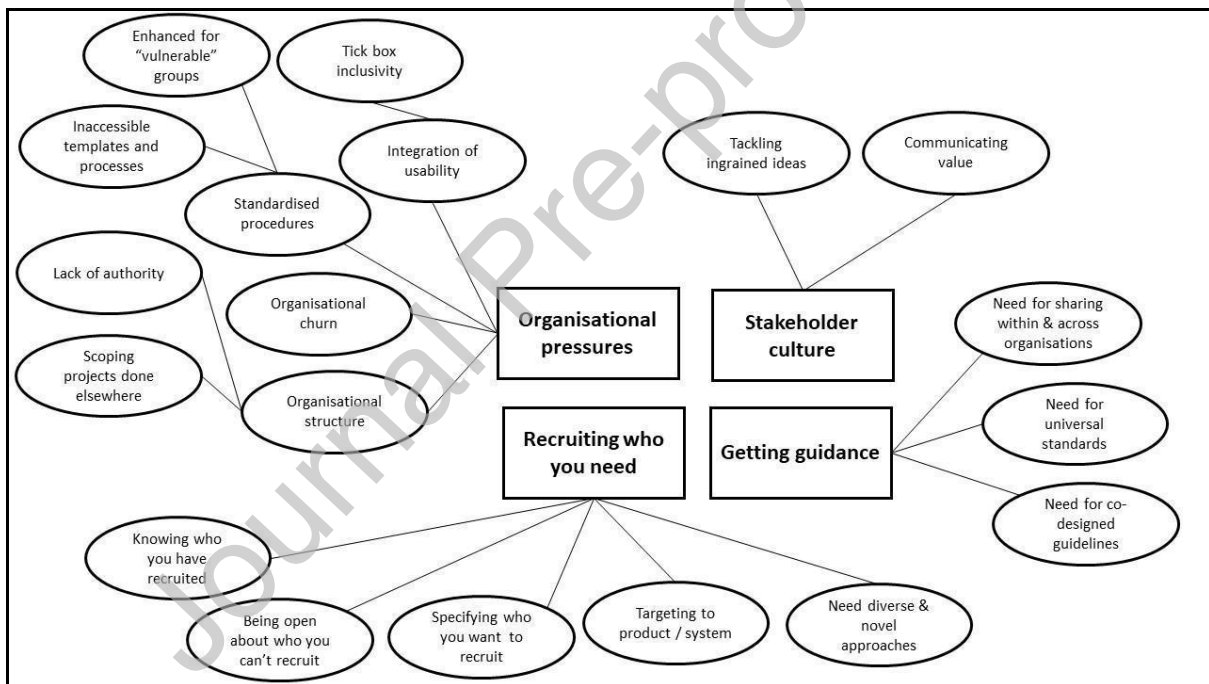 Enhanced for
“vulnerable”
groups
Tick box
inclusivity
Inaccessible
templates and
processes
Integration of
usability
Standardised
procedures
Tackling
ingrained ideas
Communicating
value
Lack of authority
Organisational
churn
Scoping
projects done
elsewhere
Organisational
structure
Organisational
pressures
Stakeholder
culture
Need for sharing
within & across
organisations
Need for
universal
standards
Need for co-
designed
guidelines
Recruiting who
you need
Getting guidance
Knowing who
you have
recruited
Being open
about who you
can’t recruit
Specifying who
you want to
recruit
Targeting to
product / system
Need diverse &
novel
approaches
Journal Pre-pro